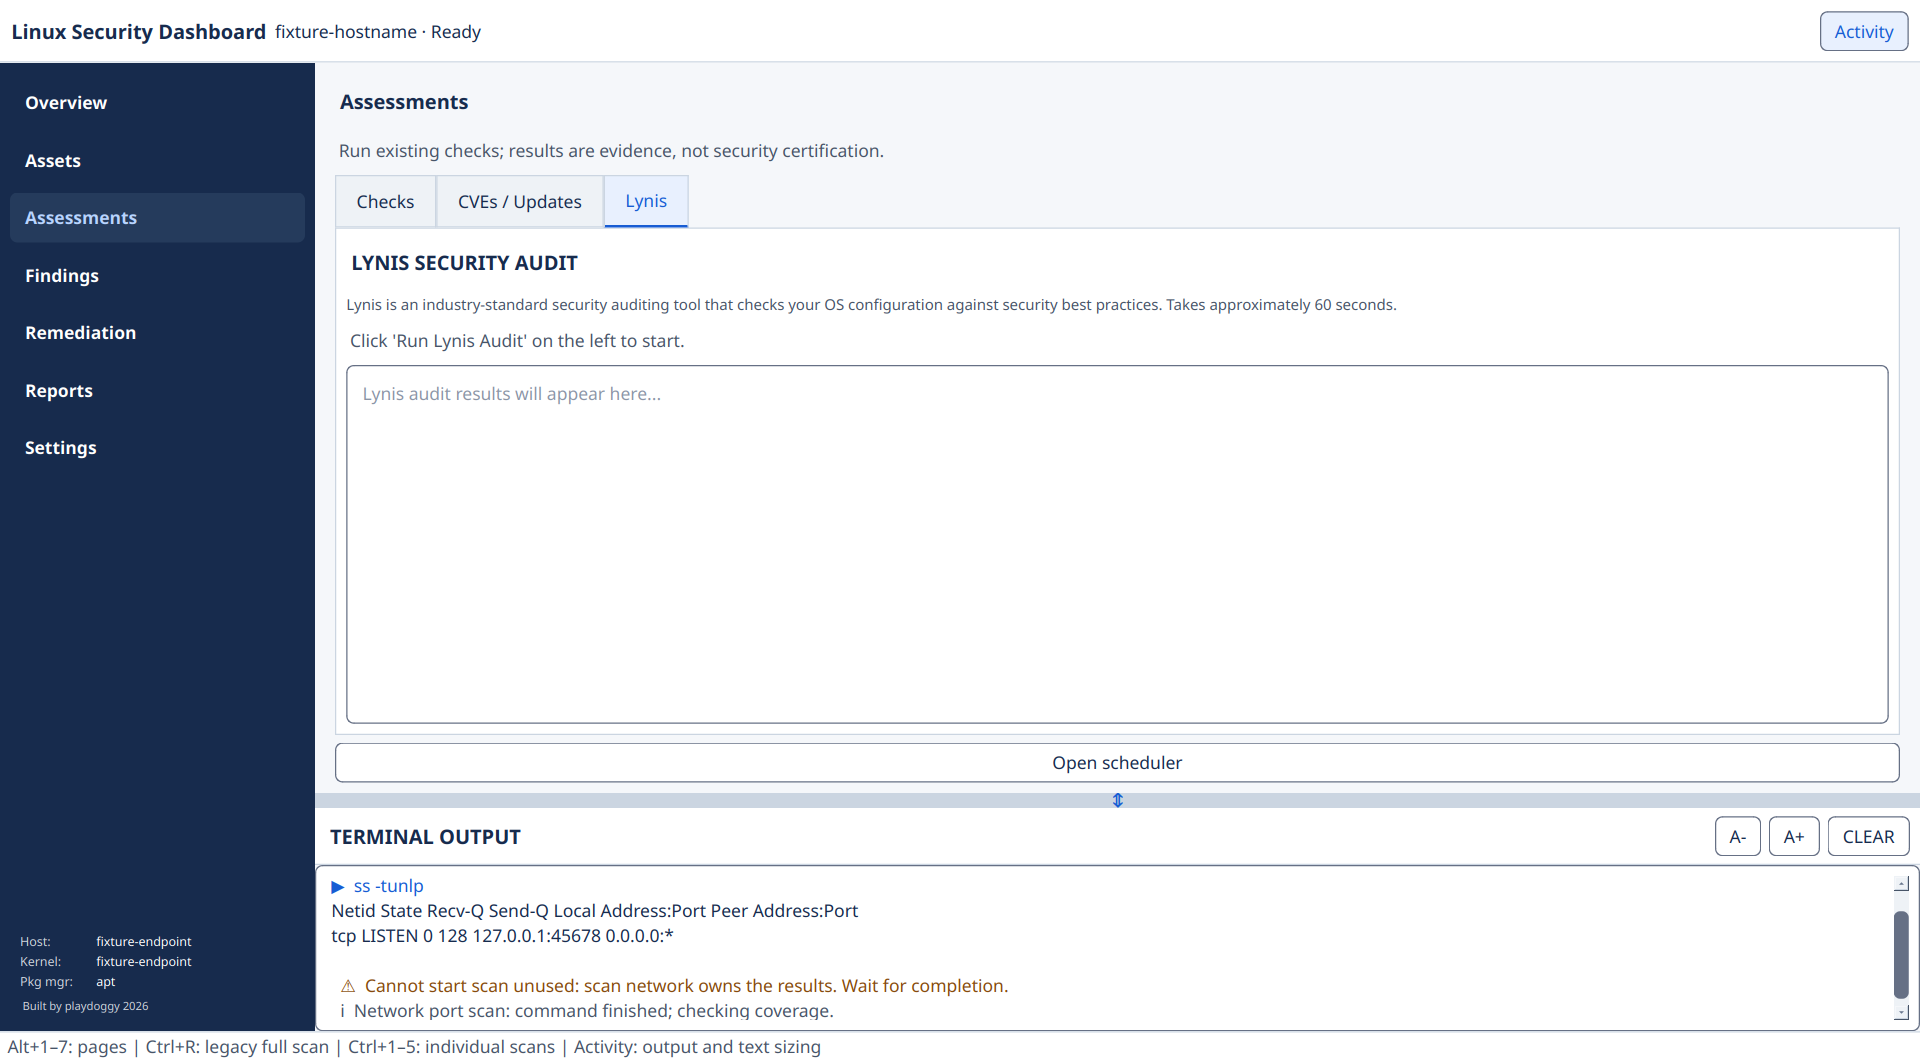 Linux Security Dashboard fixture-hostname · Ready
Activity
Overview
Assets
Assessments
Findings
Remediation
Reports
Settings
Host: fixture-endpoint
Kernel: fixture-endpoint
Pkg mgr: apt
Built by playdoggy 2026
Assessments
Run existing checks; results are evidence, not security certification.
Checks CVEs / Updates Lynis
LYNIS SECURITY AUDIT
Lynis is an industry-standard security auditing tool that checks your OS configuration against security best practices. Takes approximately 60 seconds.
Click 'Run Lynis Audit' on the left to start.
Lynis audit results will appear here...
Open scheduler
TERMINAL OUTPUT
A- A+ CLEAR
▶ ss -tunlp
Netid State Recv-Q Send-Q Local Address:Port Peer Address:Port
tcp LISTEN 0 128 127.0.0.1:45678 0.0.0.0:*
⚠ Cannot start scan unused: scan network owns the results. Wait for completion.
i Network port scan: command finished; checking coverage.
Alt+1–7: pages | Ctrl+R: legacy full scan | Ctrl+1–5: individual scans | Activity: output and text sizing